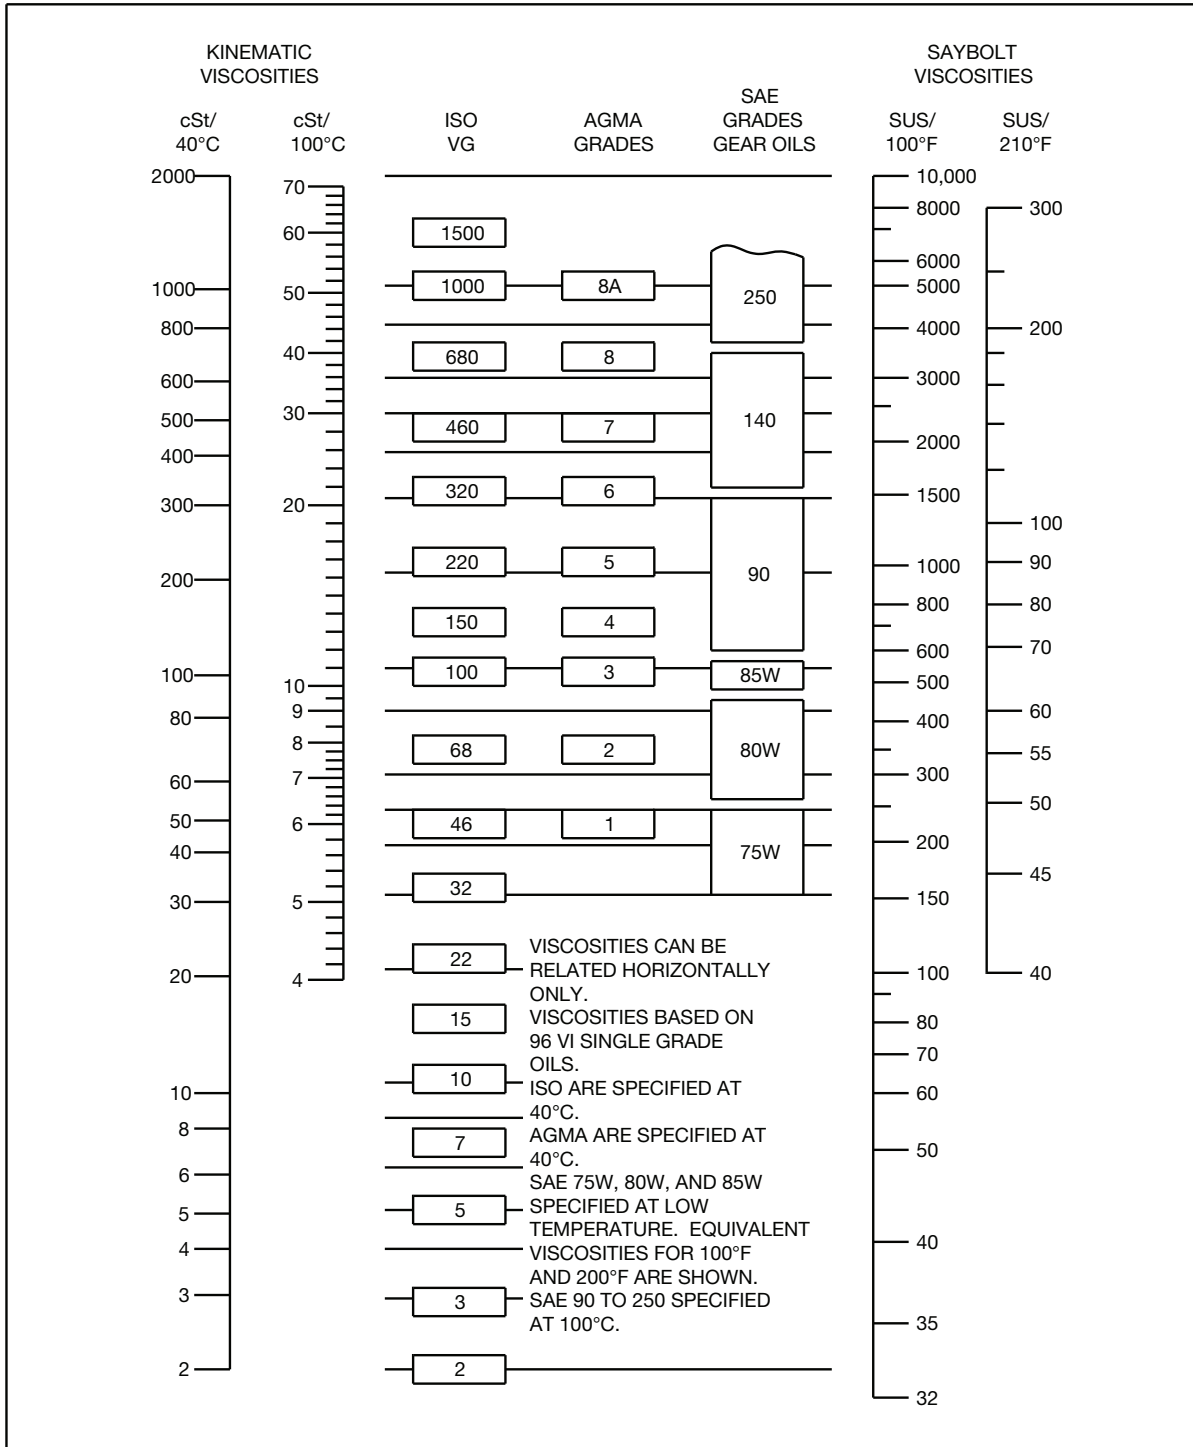 KINEMATIC
VISCOSITIES
SAYBOLT
VISCOSITIES
cSt/
40°C
cSt/
100°C
ISO
VG
AGMA
GRADES
SAE
GRADES
GEAR OILS
SUS/
100°F
SUS/
210°F
2000
1000
800
600
500
400
300
200
100
80
60
50
40
30
20
10
8
6
5
4
3
2
70
60
50
40
30
20
10
9
8
7
6
5
4
1500
1000
680
460
320
220
150
100
68
46
32
22
15
10
7
5
3
2
8A
8
7
6
5
4
3
2
1
250
140
90
85W
80W
75W
VISCOSITIES CAN BE
RELATED HORIZONTALLY
ONLY.
VISCOSITIES BASED ON
96 VI SINGLE GRADE
OILS.
ISO ARE SPECIFIED AT
40°C.
AGMA ARE SPECIFIED AT
40°C.
SAE 75W, 80W, AND 85W
SPECIFIED AT LOW
TEMPERATURE. EQUIVALENT
VISCOSITIES FOR 100°F
AND 200°F ARE SHOWN.
SAE 90 TO 250 SPECIFIED
AT 100°C.
10,000
8000
6000
5000
4000
3000
2000
1500
1000
800
600
500
400
300
200
150
100
80
70
60
50
40
35
32
300
200
100
90
80
70
60
55
50
45
40